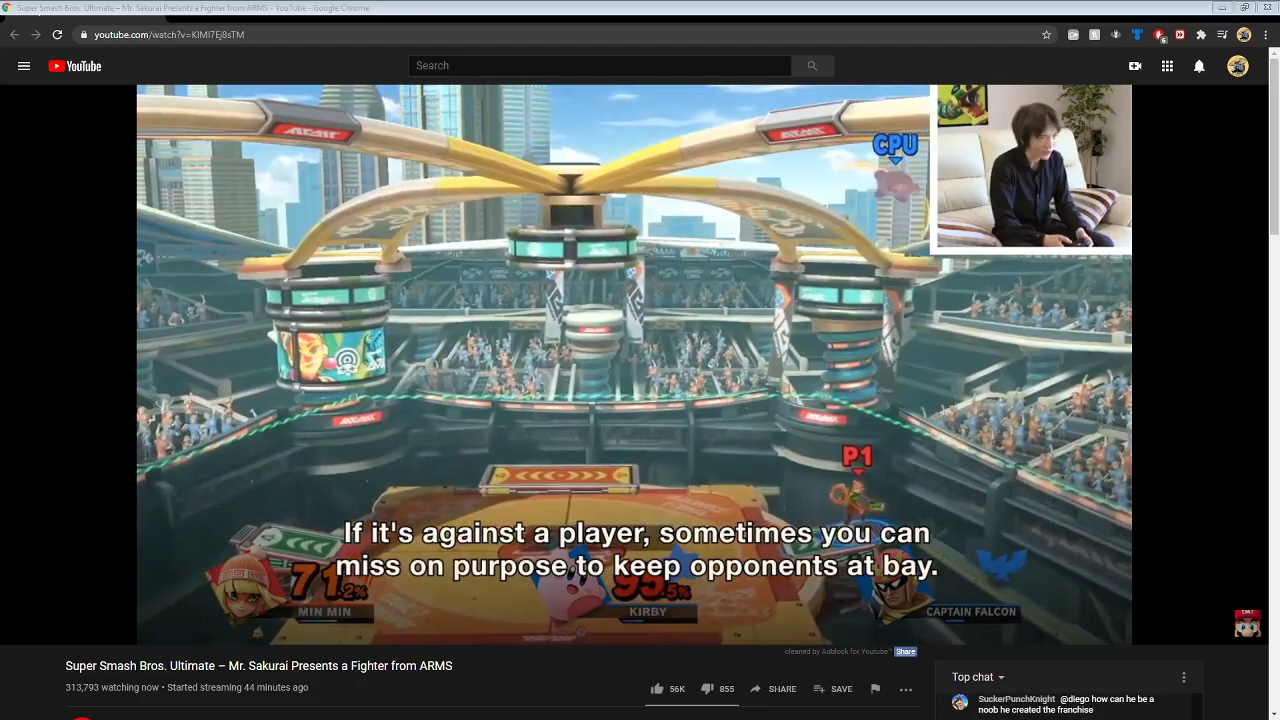 Super Smash Bros. Ultimate – Mr. Sakurai Presents a Fighter from ARMS - YouTube - Google Chrome
youtube.com/watch?v=KIMI7Ej8sTM
6
YouTube
Search
ARMS
ARMS
CPU
P1
If it's against a player, sometimes you can
miss on purpose to keep opponents at bay.
71.2%
95.5%
MIN MIN
KIRBY
CAPTAIN FALCON
cleaned by Adblock for Youtube™ Share
Super Smash Bros. Ultimate – Mr. Sakurai Presents a Fighter from ARMS
313,793 watching now • Started streaming 44 minutes ago
56K
855
SHARE
SAVE
Top chat
SuckerPunchKnight @diego how can he be a
noob he created the franchise